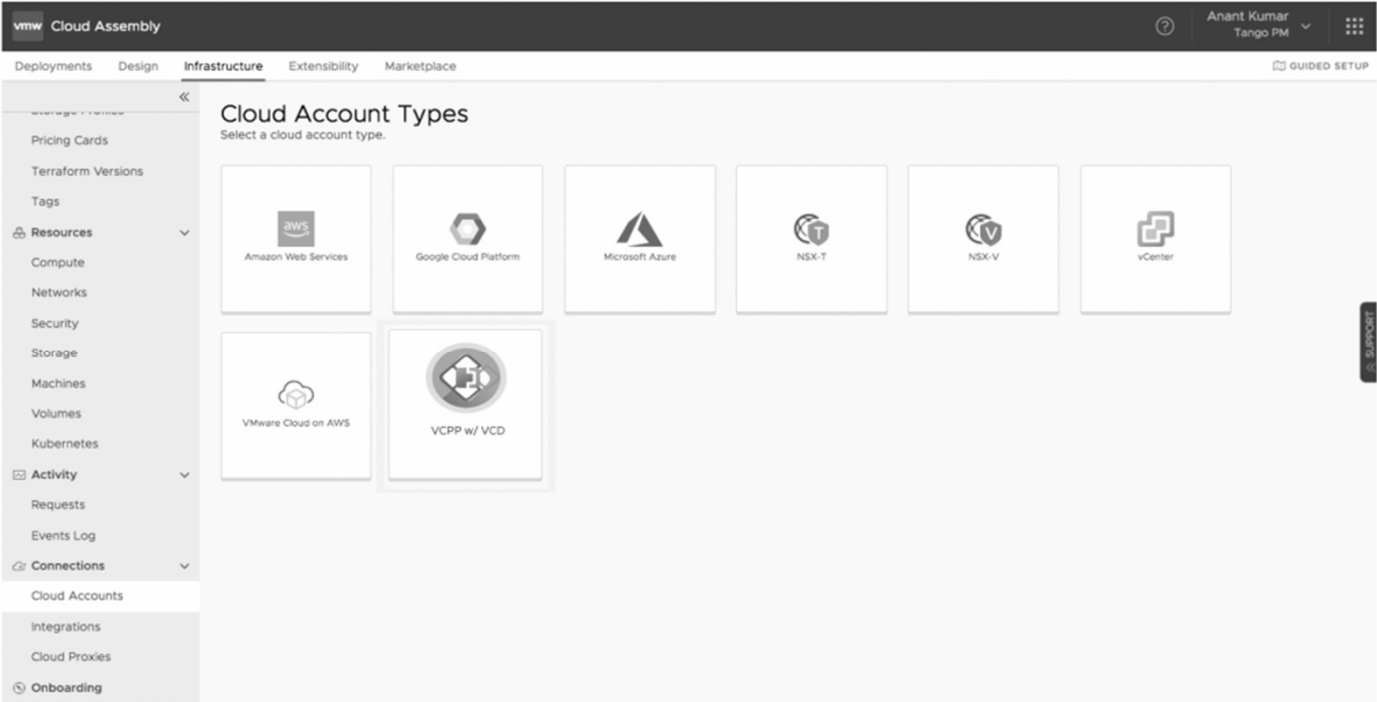 vmw Cloud Assembly
Anant Kumar
Tango PM
Deployments Design Infrastructure Extensibility Marketplace
GUIDED SETUP
Storage Profiles
Pricing Cards
Terraform Versions
Tags
Resources
Compute
Networks
Security
Storage
Machines
Volumes
Kubernetes
Activity
Requests
Events Log
Connections
Cloud Accounts
Integrations
Cloud Proxies
Onboarding
Cloud Account Types
Select a cloud account type.
aws
Amazon Web Services
Google Cloud Platform
Microsoft Azure
T
NSX-T
V
NSX-V
vCenter
VMware Cloud on AWS
VCPP w/ VCD
SUPPORT